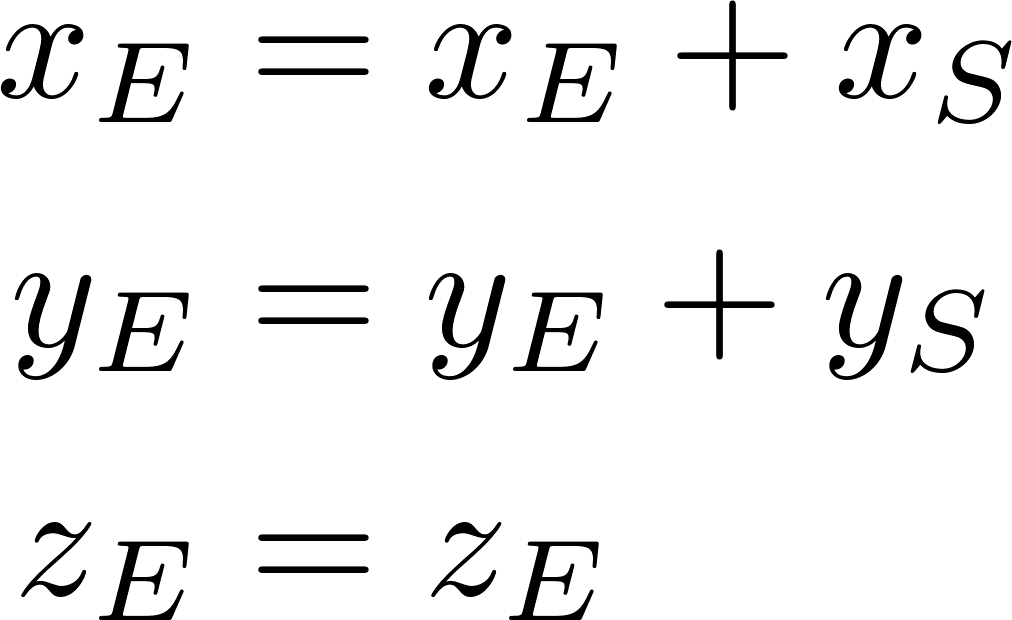 x_E = x_E + x_S
y_E = y_E + y_S
z_E = z_E